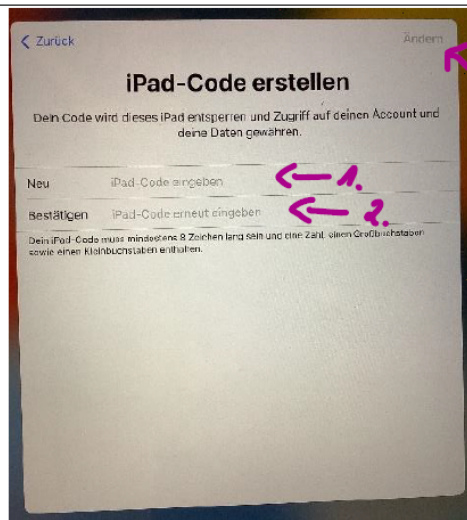 Zurück
Ändern
iPad-Code erstellen
Dein Code wird dieses iPad entsperren und Zugriff auf deinen Account und
deine Daten gewähren.
Neu iPad-Code eingeben
1.
Bestätigen iPad-Code erneut eingeben
2.
Dein iPad-Code muss mindestens 8 Zeichen lang sein und eine Zahl, einen Großbuchstaben
sowie einen Kleinbuchstaben enthalten.